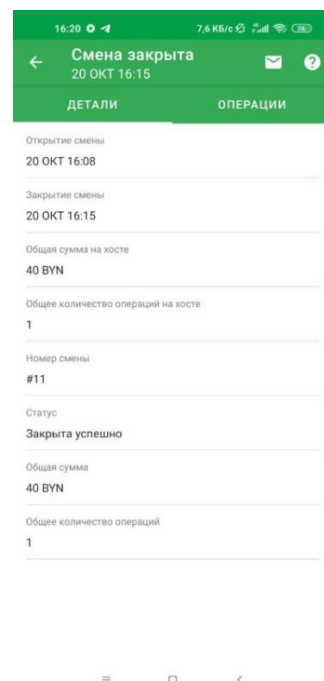 16:20 7,6 КБ/с 28
Смена закрыта
20 ОКТ 16:15
?
ДЕТАЛИ ОПЕРАЦИИ
Открытие смены
20 ОКТ 16:08
Закрытие смены
20 ОКТ 16:15
Общая сумма на хосте
40 BYN
Общее количество операций на хосте
1
Номер смены
#11
Статус
Закрыта успешно
Общая сумма
40 BYN
Общее количество операций
1